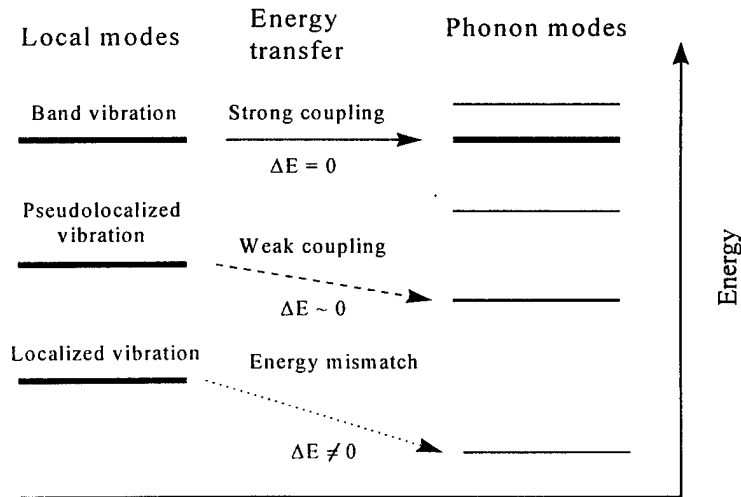 Local modes
Energy
transfer
Phonon modes
Band vibration
Strong coupling
ΔE = 0
Pseudolocalized
vibration
Weak coupling
ΔE ~ 0
Localized vibration
Energy mismatch
ΔE ≠ 0
Energy